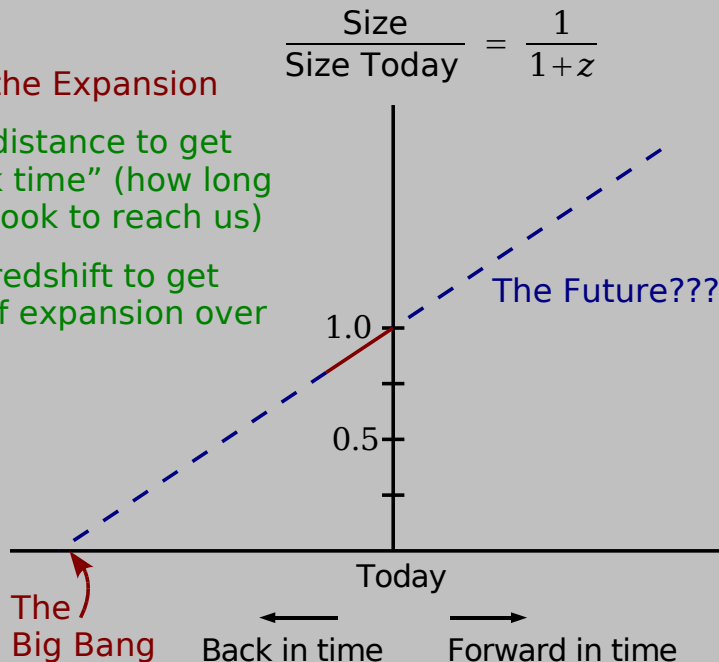 Size
Size Today
=
1
1+z
the Expansion
distance to get
time” (how long
to reach us)
redshift to get
expansion over
The Future???
1.0
0.5
Today
The
Big Bang
Back in time
Forward in time